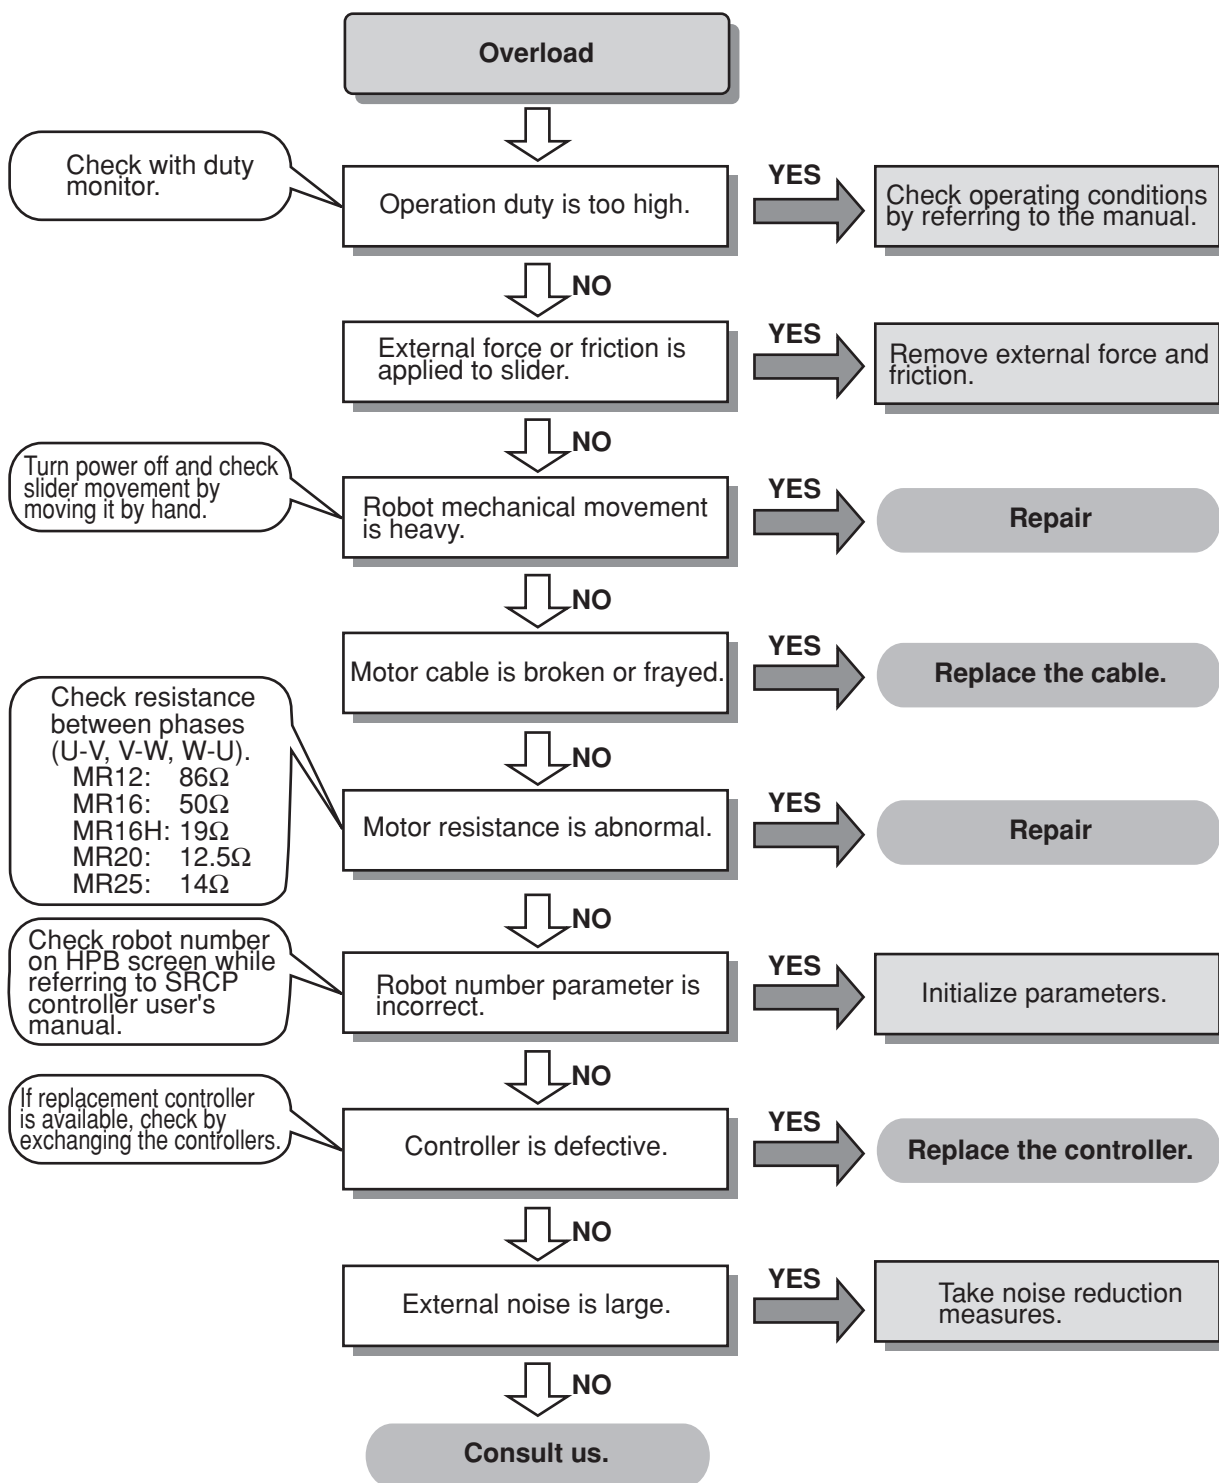 Overload
Check with duty
monitor.
Operation duty is too high.
YES
Check operating conditions
by referring to the manual.
NO
External force or friction is
applied to slider.
YES
Remove external force and
friction.
NO
Turn power off and check
slider movement by
moving it by hand.
Robot mechanical movement
is heavy.
YES
Repair
NO
Motor cable is broken or frayed.
YES
Replace the cable.
NO
Check resistance
between phases
(U-V, V-W, W-U).
MR12: 86Ω
MR16: 50Ω
MR16H: 19Ω
MR20: 12.5Ω
MR25: 14Ω
Motor resistance is abnormal.
YES
Repair
NO
Check robot number
on HPB screen while
referring to SRCP
controller user's
manual.
Robot number parameter is
incorrect.
YES
Initialize parameters.
NO
If replacement controller
is available, check by
exchanging the controllers.
Controller is defective.
YES
Replace the controller.
NO
External noise is large.
YES
Take noise reduction
measures.
NO
Consult us.